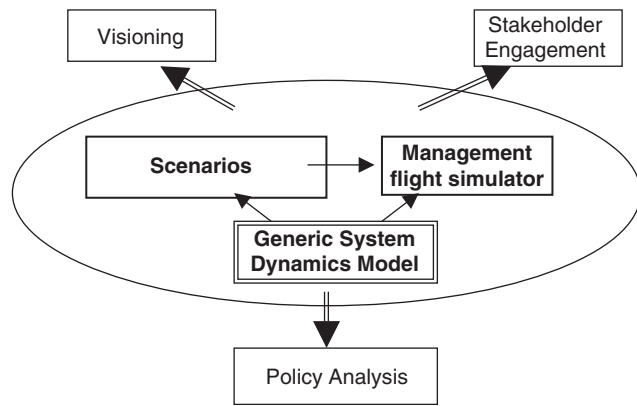 Visioning
Stakeholder
Engagement
Scenarios
Management
flight simulator
Generic System
Dynamics Model
Policy Analysis